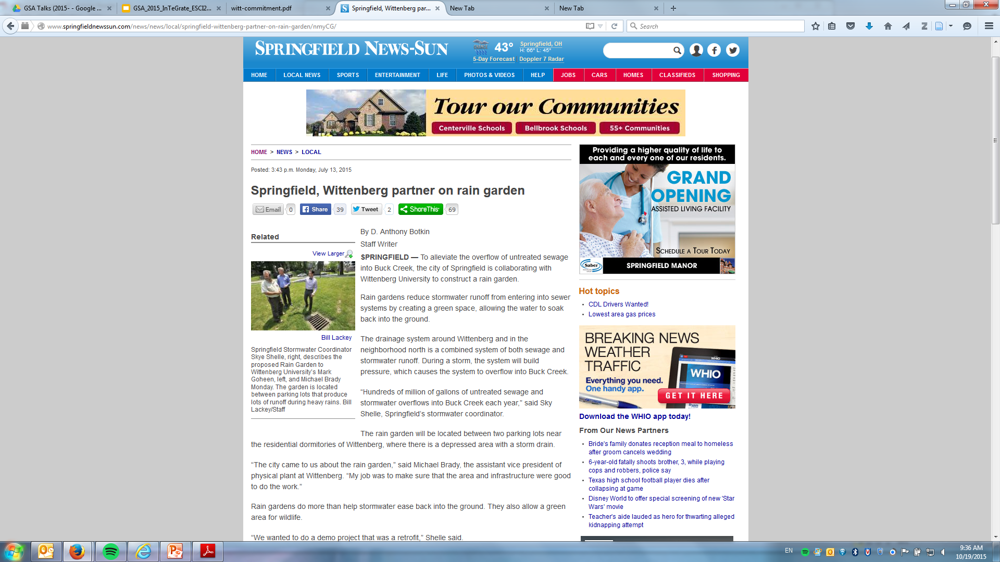 GSA Talks (2015- - Google ...
GSA_2015_InTeGrate_ESCI2...
witt-commitment.pdf
Springfield, Wittenberg par...
New Tab
New Tab
www.springfieldnewssun.com/news/news/local/springfield-wittenberg-partner-on-rain-garden/nmyCG/
Search
SPRINGFIELD NEWS-SUN
CHANCE
43°
Springfield, OH
H: 66° L: 45°
5-Day Forecast
Doppler 7 Radar
HOME
LOCAL NEWS
SPORTS
ENTERTAINMENT
LIFE
PHOTOS & VIDEOS
HELP
JOBS
CARS
HOMES
CLASSIFIEDS
SHOPPING
Tour our Communities
Centerville Schools
Bellbrook Schools
55+ Communities
HOME > NEWS > LOCAL
Posted: 3:43 p.m. Monday, July 13, 2015
Springfield, Wittenberg partner on rain garden
Email 0
Share 39
Tweet 2
ShareThis 69
Related
View Larger
Bill Lackey
Springfield Stormwater Coordinator
Skye Shelle, right, describes the
proposed Rain Garden to
Wittenberg University's Mark
Goheen, left, and Michael Brady
Monday. The garden is located
between parking lots that produce
lots of runoff during heavy rains. Bill
Lackey/Staff
By D. Anthony Botkin
Staff Writer
SPRINGFIELD — To alleviate the overflow of untreated sewage
into Buck Creek, the city of Springfield is collaborating with
Wittenberg University to construct a rain garden.
Rain gardens reduce stormwater runoff from entering into sewer
systems by creating a green space, allowing the water to soak
back into the ground.
The drainage system around Wittenberg and in the
neighborhood north is a combined system of both sewage and
stormwater runoff. During a storm, the system will build
pressure, which causes the system to overflow into Buck Creek.
“Hundreds of million of gallons of untreated sewage and
stormwater overflows into Buck Creek each year,” said Sky
Shelle, Springfield’s stormwater coordinator.
The rain garden will be located between two parking lots near
the residential dormitories of Wittenberg, where there is a depressed area with a storm drain.
“The city came to us about the rain garden,” said Michael Brady, the assistant vice president of
physical plant at Wittenberg. “My job was to make sure that the area and infrastructure were good
to do the work.”
Rain gardens do more than help stormwater ease back into the ground. They also allow a green
area for wildlife.
“We wanted to do a demo project that was a retrofit,” Shelle said.
Providing a higher quality of life to
each and every one of our residents.
GRAND
OPENING
ASSISTED LIVING FACILITY
SCHEDULE A TOUR TODAY
Saber
SPRINGFIELD MANOR
Hot topics
CDL Drivers Wanted!
Lowest area gas prices
BREAKING NEWS
WEATHER
TRAFFIC
Everything you need.
One handy app.
WHIO
GET IT HERE
Download the WHIO app today!
From Our News Partners
Bride's family donates reception meal to homeless
after groom cancels wedding
6-year-old fatally shoots brother, 3, while playing
cops and robbers, police say
Texas high school football player dies after
collapsing at game
Disney World to offer special screening of new 'Star
Wars' movie
Teacher's aide lauded as hero for thwarting alleged
kidnapping attempt
EN
9:36 AM
10/19/2015